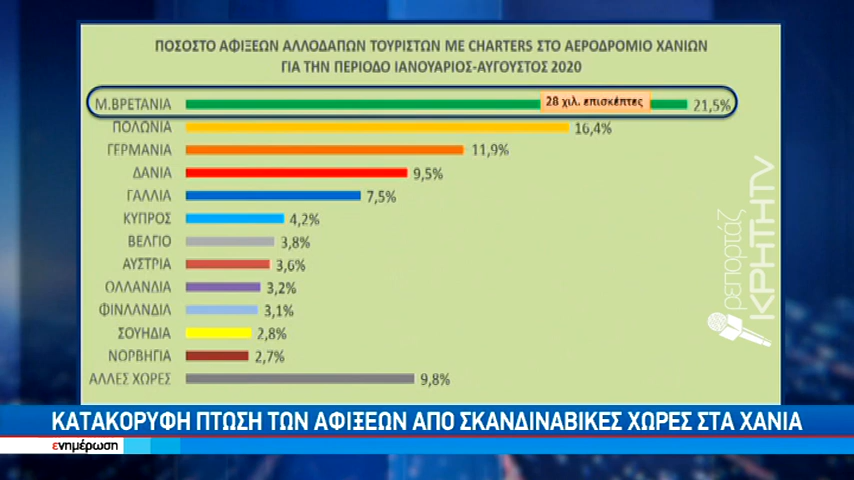 ΠΟΣΟΣΤΟ ΑΦΙΞΕΩΝ ΑΛΛΟΔΑΠΩΝ ΤΟΥΡΙΣΤΩΝ ΜΕ CHARTERS ΣΤΟ ΑΕΡΟΔΡΟΜΙΟ ΧΑΝΙΩΝ
ΓΙΑ ΤΗΝ ΠΕΡΙΟΔΟ ΙΑΝΟΥΑΡΙΟΣ-ΑΥΓΟΥΣΤΟΣ 2020
Μ.ΒΡΕΤΑΝΙΑ 28 χιλ. επισκέπτες 21,5%
ΠΟΛΩΝΙΑ 16,4%
ΓΕΡΜΑΝΙΑ 11,9%
ΔΑΝΙΑ 9,5%
ΓΑΛΛΙΑ 7,5%
ΚΥΠΡΟΣ 4,2%
ΒΕΛΓΙΟ 3,8%
ΑΥΣΤΡΙΑ 3,6%
ΟΛΛΑΝΔΙΑ 3,2%
ΦΙΝΛΑΝΔΙΑ 3,1%
ΣΟΥΗΔΙΑ 2,8%
ΝΟΡΒΗΓΙΑ 2,7%
ΑΛΛΕΣ ΧΩΡΕΣ 9,8%
ρεπορτάζ
ΚΡΗΤΗTV
ΚΑΤΑΚΟΡΥΦΗ ΠΤΩΣΗ ΤΩΝ ΑΦΙΞΕΩΝ ΑΠΟ ΣΚΑΝΔΙΝΑΒΙΚΕΣ ΧΩΡΕΣ ΣΤΑ ΧΑΝΙΑ
ενημέρωση